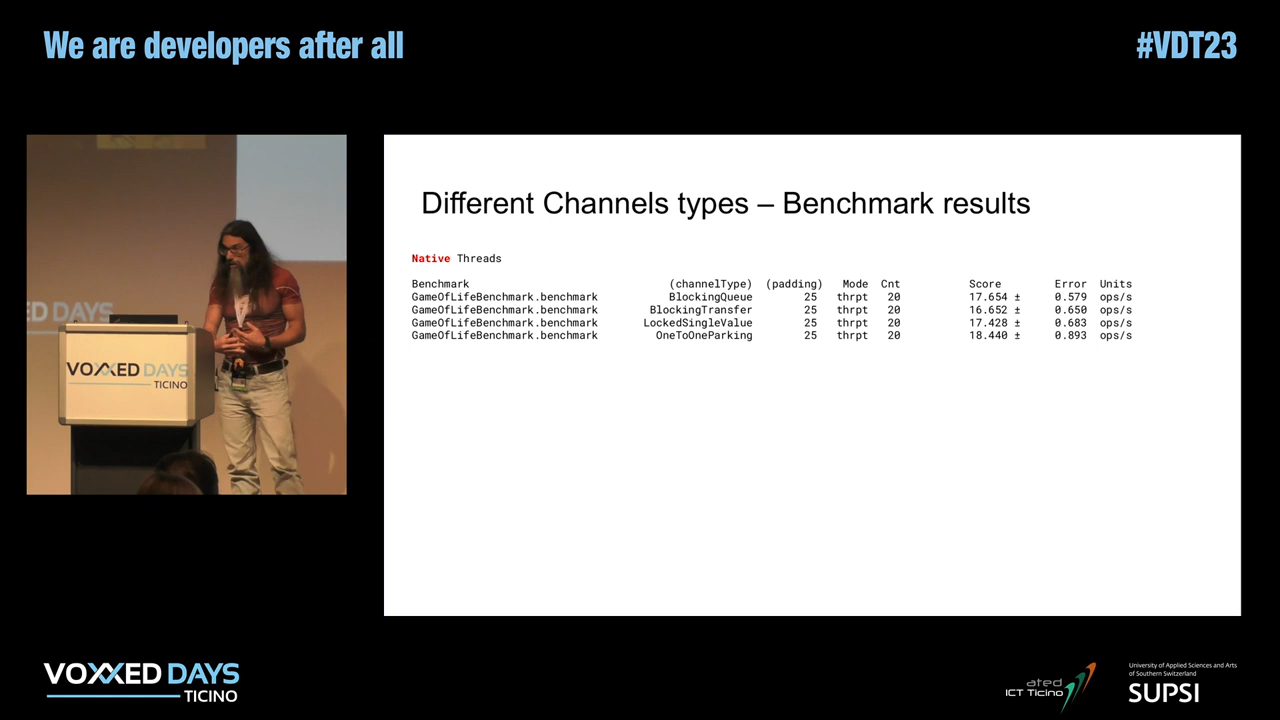 We are developers after all
#VDT23
Different Channels types – Benchmark results
Native Threads
Benchmark (channelType) (padding) Mode Cnt Score Error Units
GameOfLifeBenchmark.benchmark BlockingQueue 25 thrpt 20 17.654 ± 0.579 ops/s
GameOfLifeBenchmark.benchmark BlockingTransfer 25 thrpt 20 16.652 ± 0.650 ops/s
GameOfLifeBenchmark.benchmark LockedSingleValue 25 thrpt 20 17.428 ± 0.683 ops/s
GameOfLifeBenchmark.benchmark OneToOneParking 25 thrpt 20 18.440 ± 0.893 ops/s
ED DAYS
VOXXED DAYS
TICINO
VOXXED DAYS
TICINO
ated
ICT Ticino
University of Applied Sciences and Arts
of Southern Switzerland
SUPSI